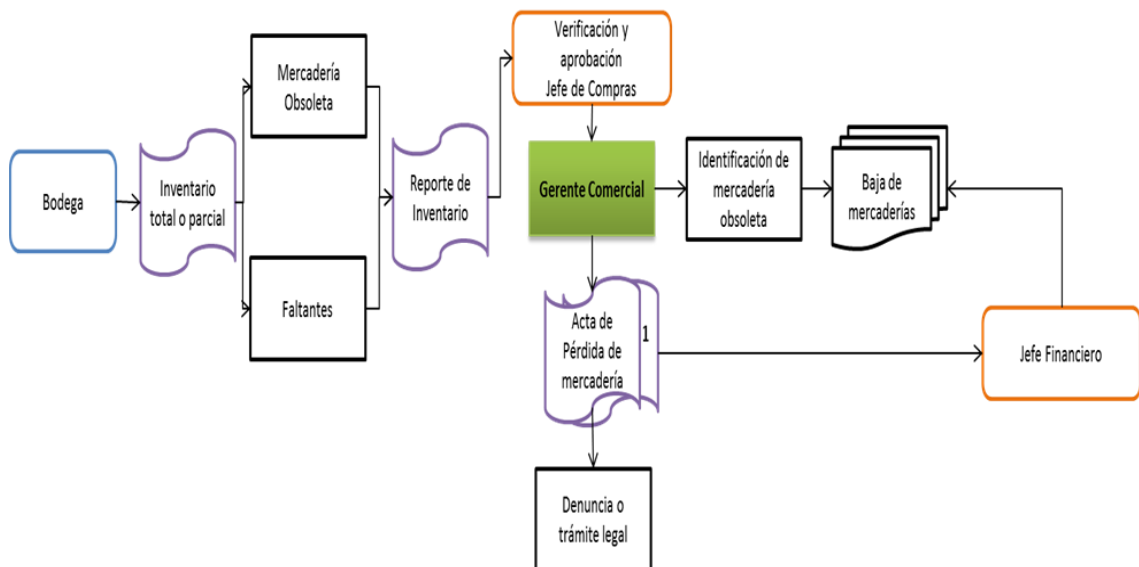 Bodega
Inventario
total o parcial
Mercadería
Obsoleta
Faltantes
Reporte de
Inventario
Verificación y
aprobación
Jefe de Compras
Gerente Comercial
Identificación de
mercadería
obsoleta
Baja de
mercaderías
Acta de
Pérdida de
mercadería
1
Jefe Financiero
Denuncia o
trámite legal